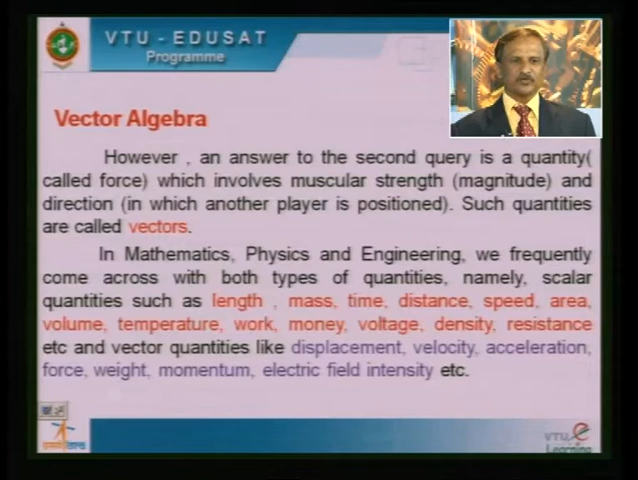 VTU - EDUSAT
Programme
Vector Algebra
However , an answer to the second query is a quantity(
called force) which involves muscular strength (magnitude) and
direction (in which another player is positioned). Such quantities
are called vectors.
In Mathematics, Physics and Engineering, we frequently
come across with both types of quantities, namely, scalar
quantities such as length , mass, time, distance, speed, area,
volume, temperature, work, money, voltage, density, resistance
etc and vector quantities like displacement, velocity, acceleration,
force, weight, momentum, electric field intensity etc.
VTU e
Learning